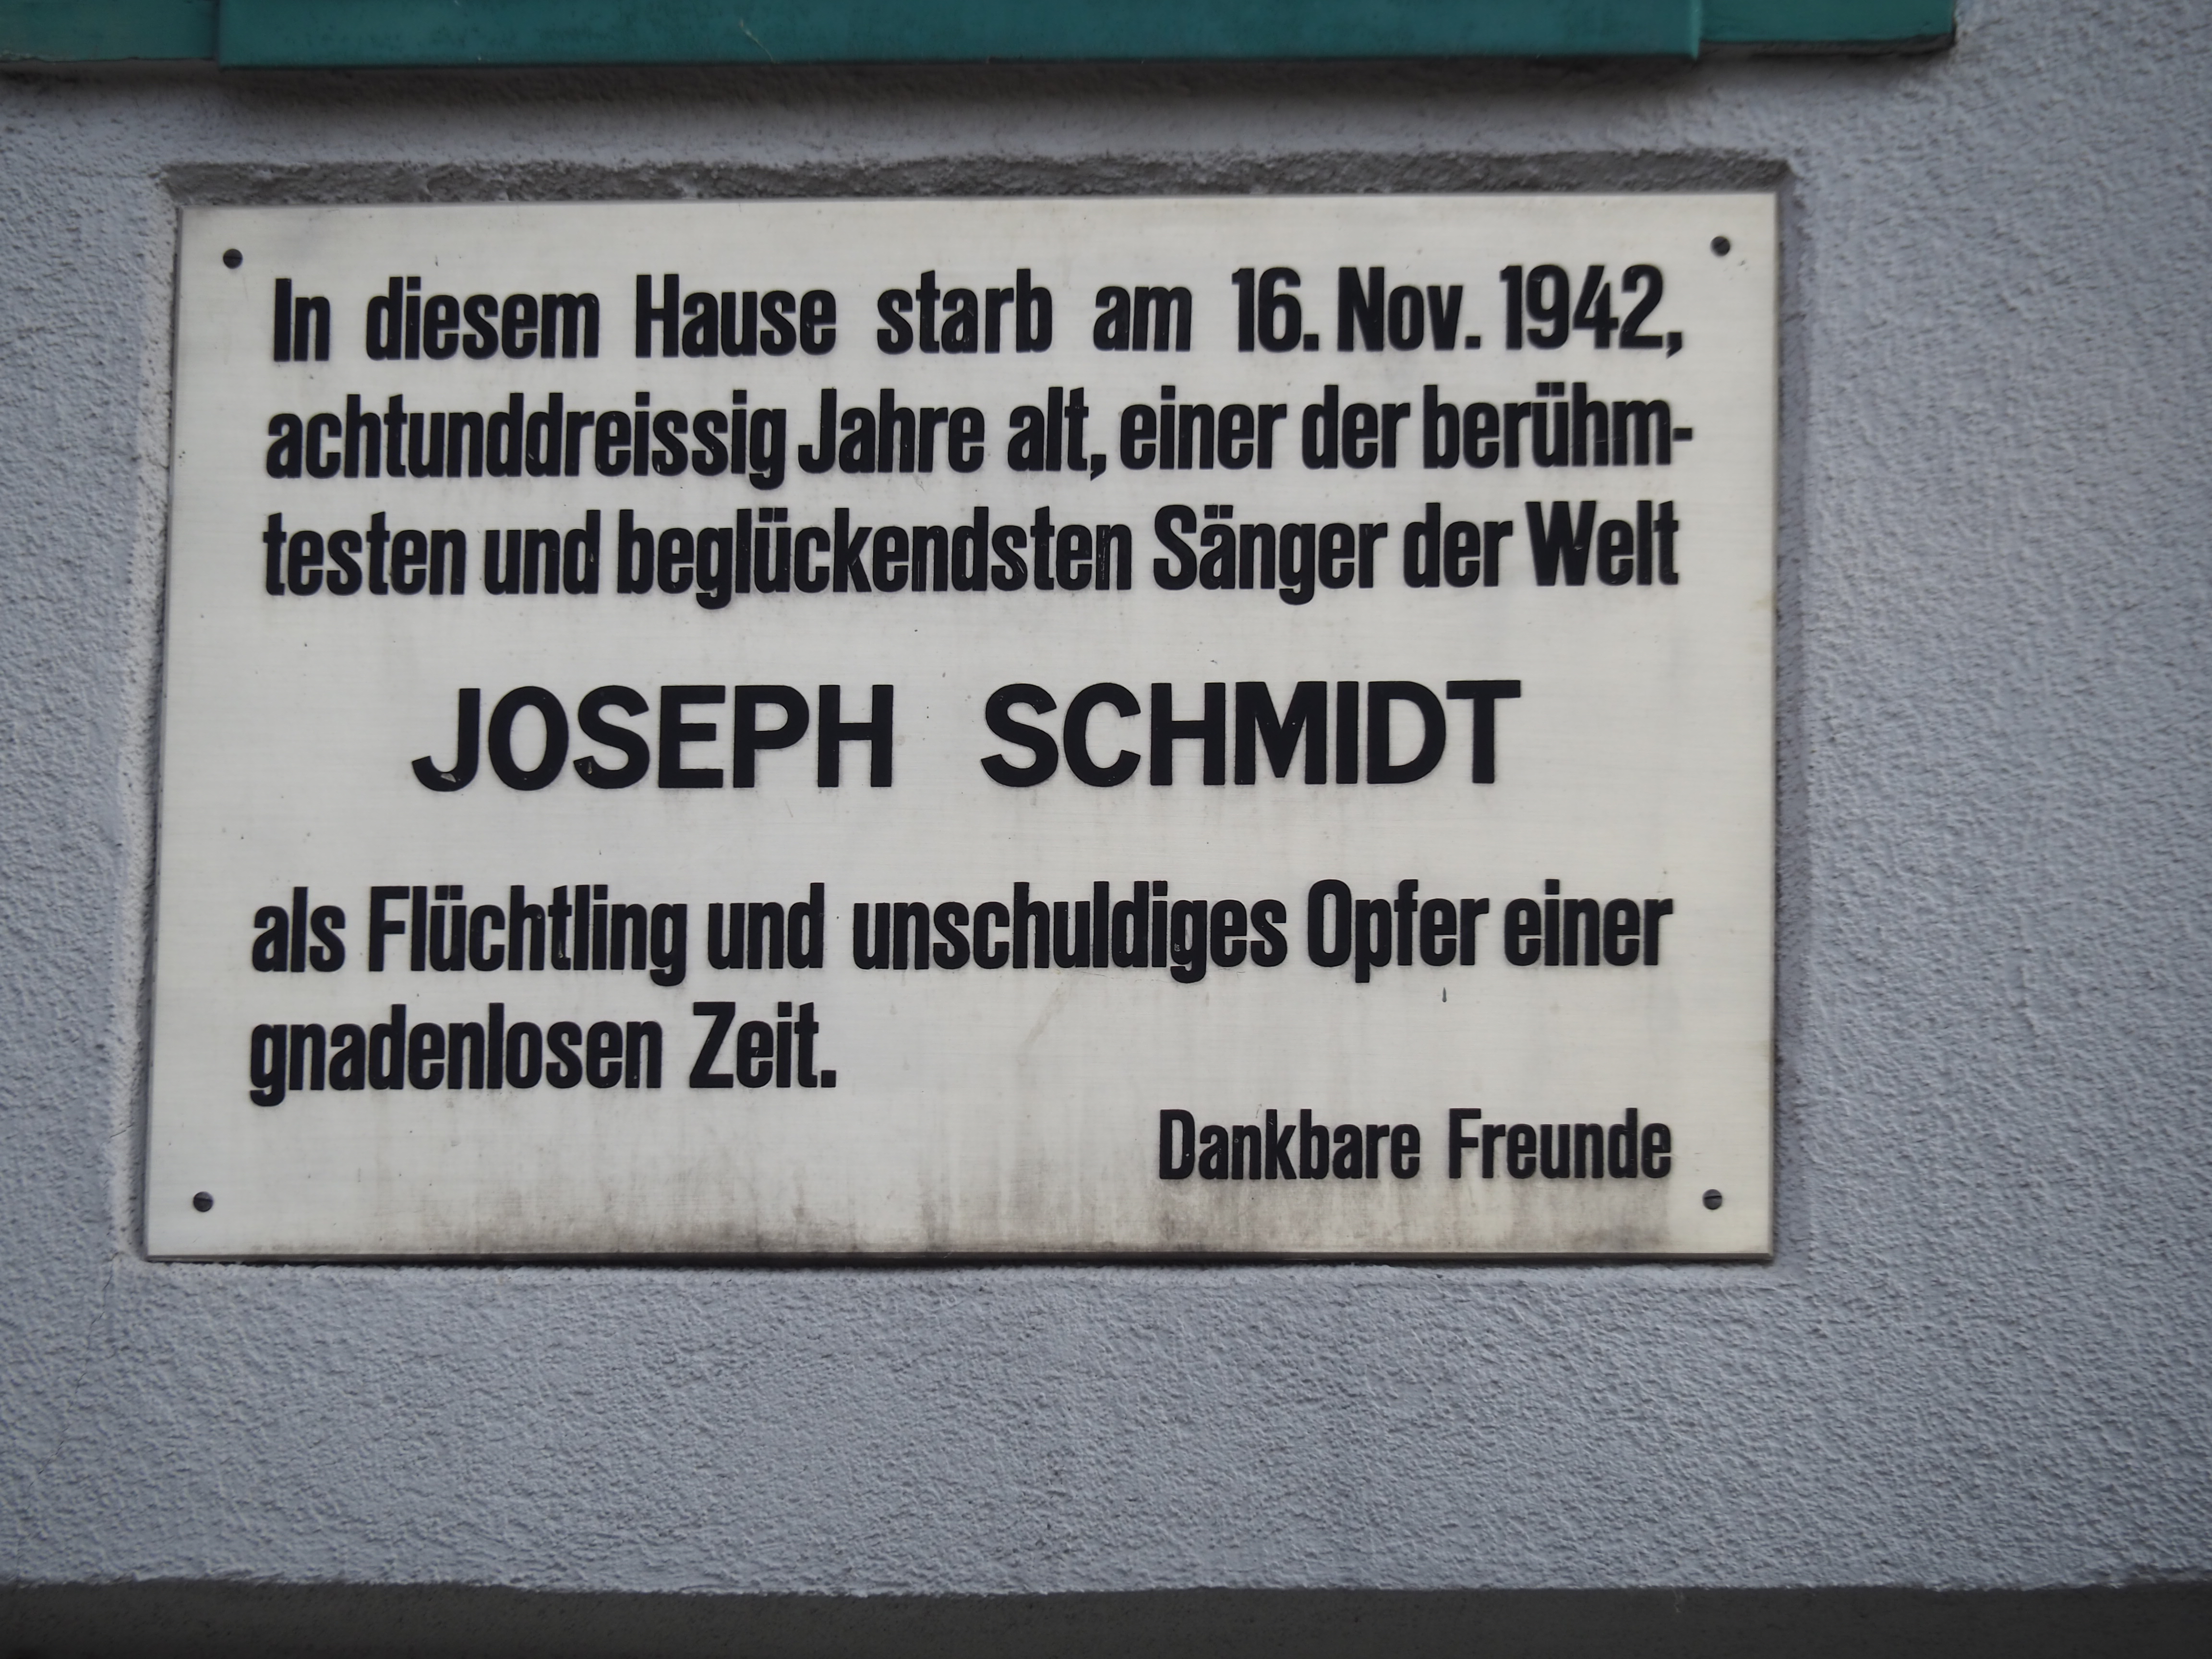 In diesem Hause starb am 16. Nov. 1942,
achtunddreissig Jahre alt, einer der berühm-
testen und beglückendsten Sänger der Welt
JOSEPH SCHMIDT
als Flüchtling und unschuldiges Opfer einer
gnadenlosen Zeit.
Dankbare Freunde